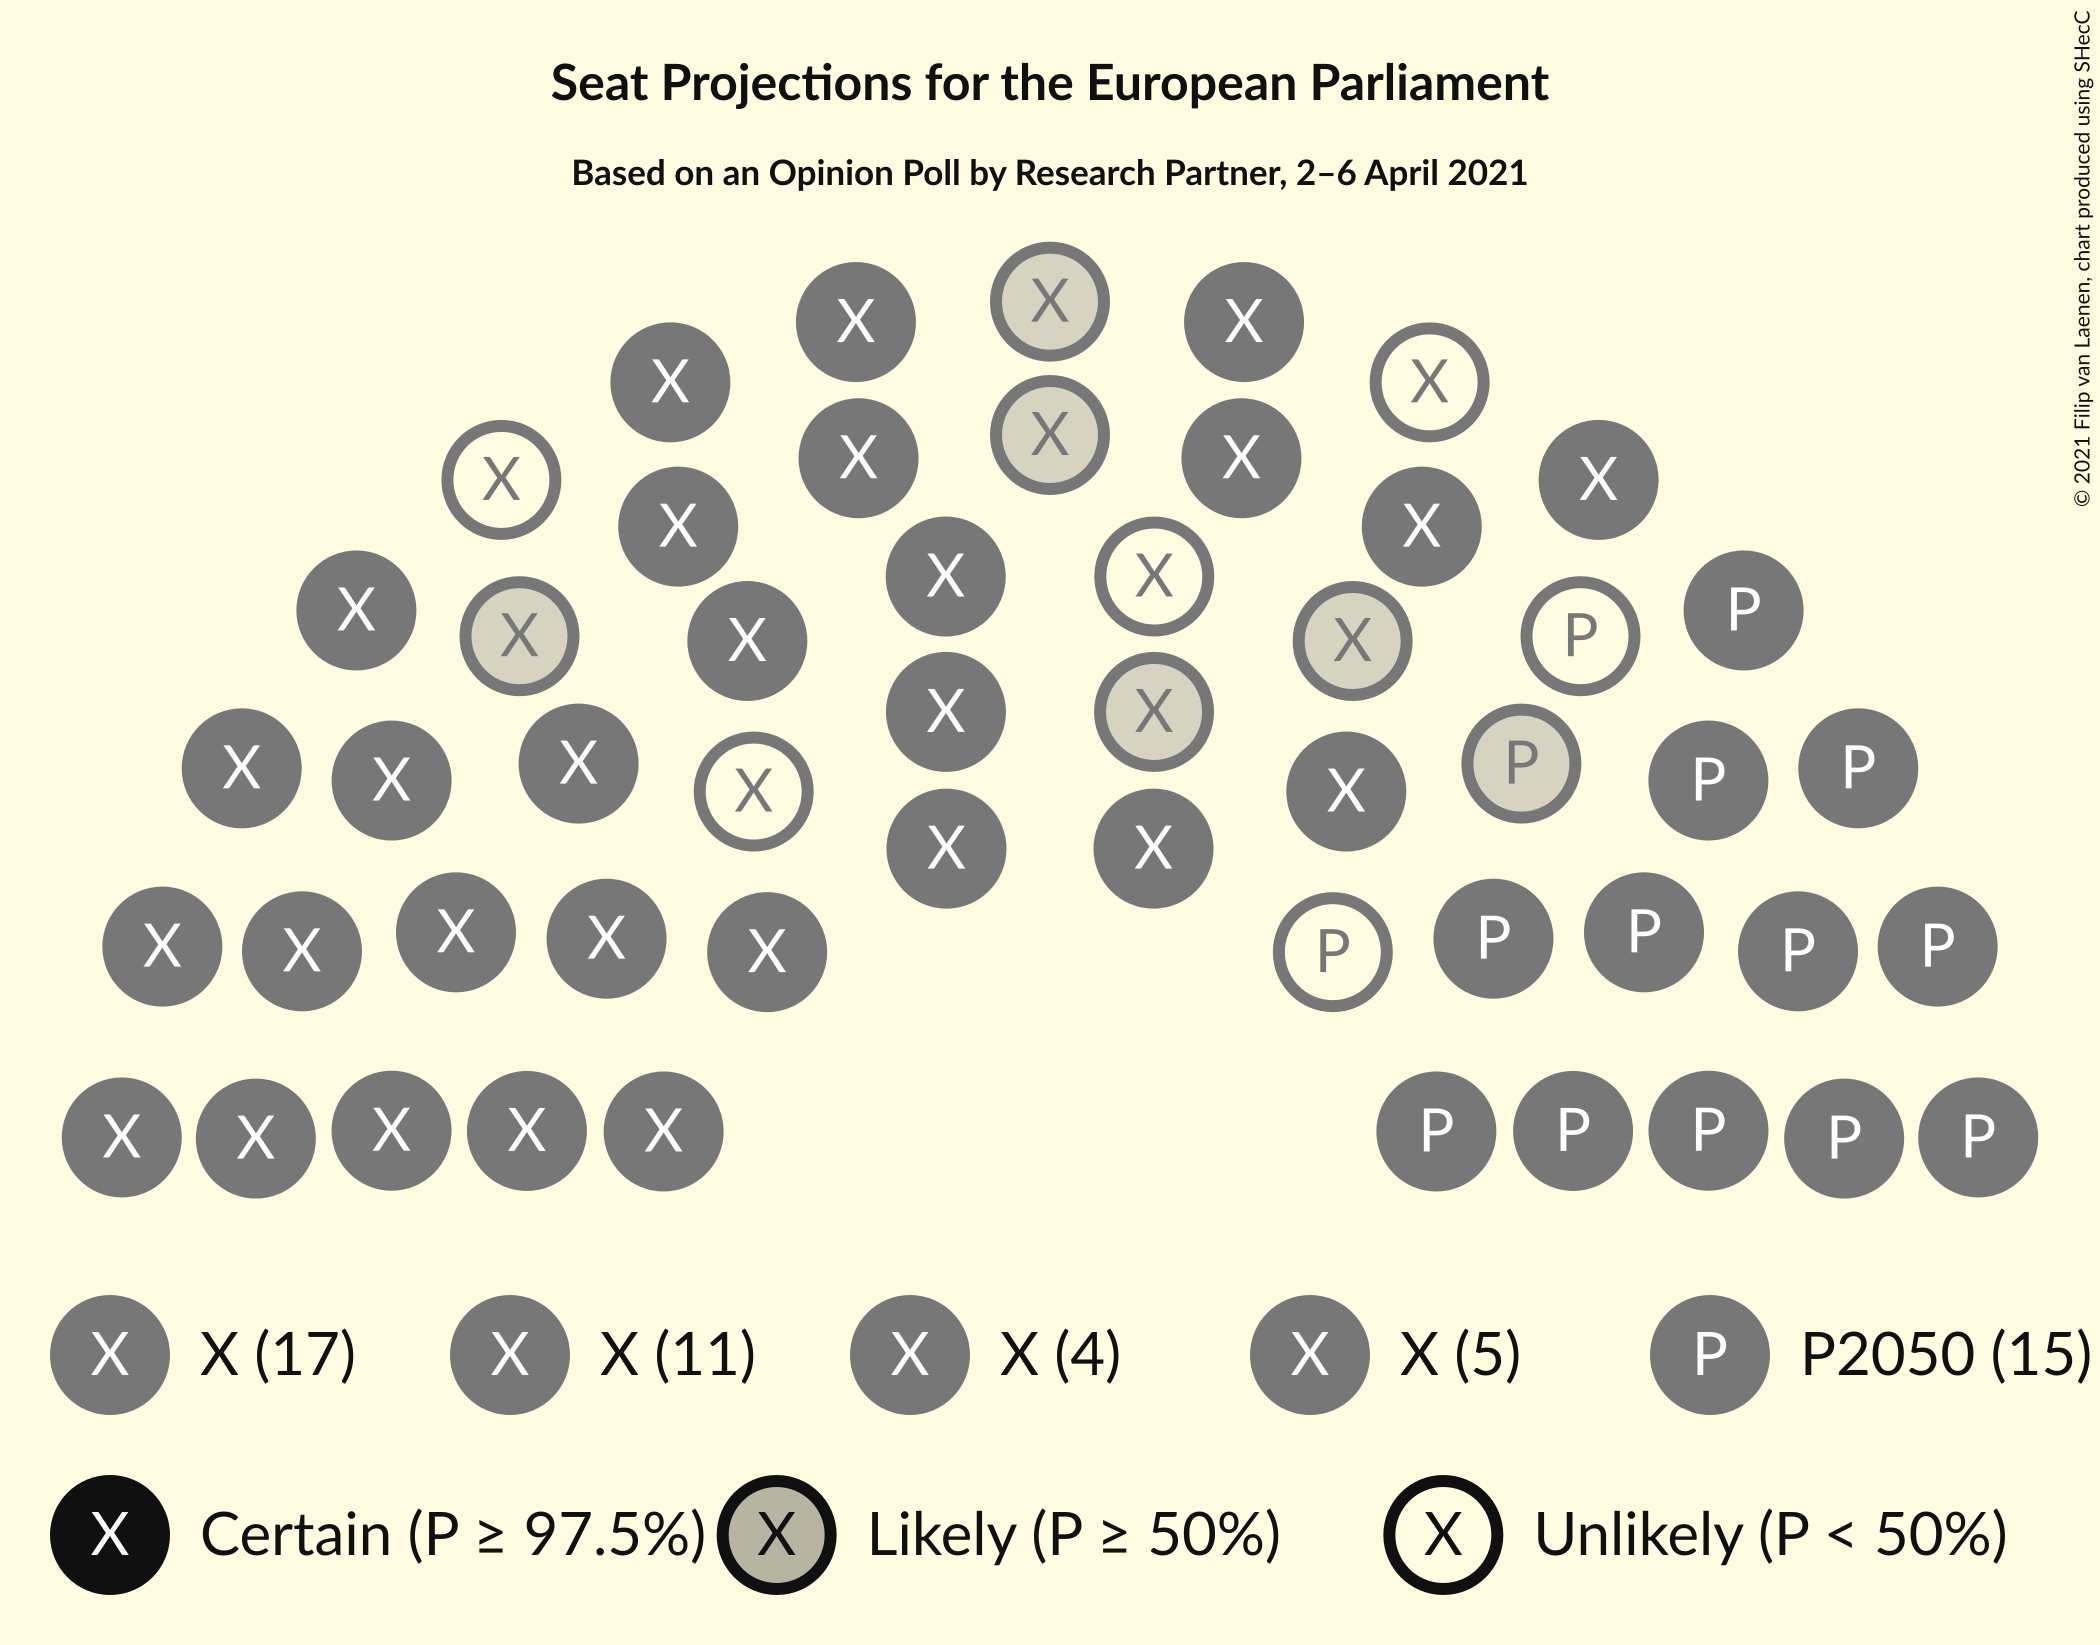 Seat Projections for the European Parliament
Based on an Opinion Poll by Research Partner, 2–6 April 2021
© 2021 Filip van Laenen, chart produced using SHecC
X X X
X X
X X X
X X X
X X X X
X X X P P
X X X X X P
X X X X P P P
X X X X
X X X X X X X P P P P P
X X X X X P P P P P
X X (17) X X (11) X X (4) X X (5) P P2050 (15)
X Certain (P ≥ 97.5%) X Likely (P ≥ 50%) X Unlikely (P < 50%)